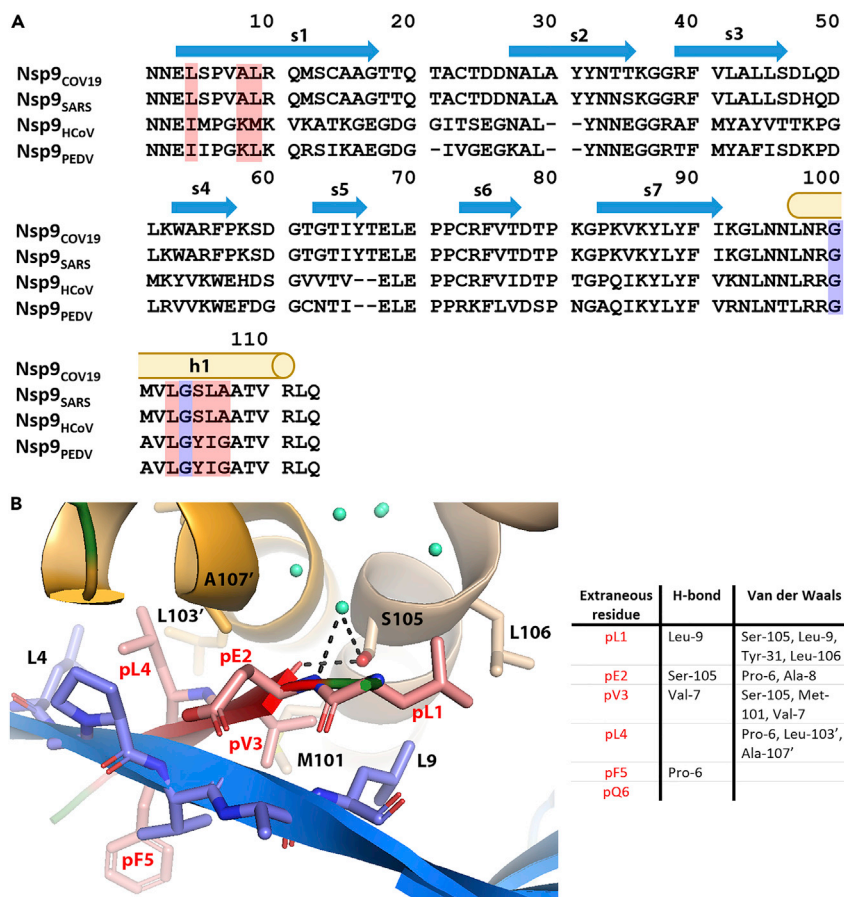 A
10 20 30 40 50
s1 s2 s3
Nsp9COV19 NNELSPVALR QMSCAAGTTQ TACTDDNALA YYNTTKGGRF VLALLSDLQD
Nsp9SARS NNELSPVALR QMSCAAGTTQ TACTDDNALA YYNNSKGGRF VLALLSDHQD
Nsp9HCoV NNEIMPGKMK VKATKGEGDG GITSEGNAL- -YNNEGGRAF MYAYVTTKPG
Nsp9PEDV NNEIIPGKLK QRSIKAEGDG -IVGEGKAL- -YNNEGGRTF MYAFISDKPD
60 70 80 90 100
s4 s5 s6 s7
Nsp9COV19 LKWARFPKSD GTGTIYTELE PPCRFVTDTP KGPKVKYLYF IKGLNNLNRG
Nsp9SARS LKWARFPKSD GTGTIYTELE PPCRFVTDTP KGPKVKYLYF IKGLNNLNRG
Nsp9HCoV MKYVKWEHDS GVVTV--ELE PPCRFVIDTP TGPQIKYLYF VKNLNNLRRG
Nsp9PEDV LRVVKWEFDG GCNTI--ELE PPRKFLVDSP NGAQIKYLYF VRNLNTLRRG
110
h1
Nsp9COV19
Nsp9SARS MVLGSLAATV RLQ
Nsp9HCoV MVLGSLAATV RLQ
Nsp9PEDV AVLGYIGATV RLQ
AVLGYIGATV RLQ
B
A107′
L103′ S105
L106
L4 pL4 pE2
pL1
pV3
M101 L9
pF5
Extraneous residue H-bond Van der Waals
pL1 Leu-9 Ser-105, Leu-9,
Tyr-31, Leu-106
pE2 Ser-105 Pro-6, Ala-8
pV3 Val-7 Ser-105, Met-
101, Val-7
pL4 Pro-6, Leu-103′,
Ala-107′
pF5 Pro-6
pQ6